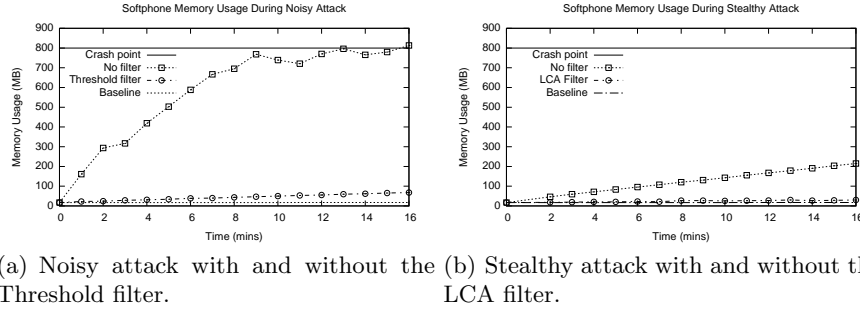 Softphone Memory Usage During Noisy Attack
900
800
700
600
500
400
300
200
100
0
Memory Usage (MB)
Crash point
No filter
Threshold filter
Baseline
0 2 4 6 8 10 12 14 16
Time (mins)
(a) Noisy attack with and without the
Threshold filter.
Softphone Memory Usage During Stealthy Attack
900
800
700
600
500
400
300
200
100
0
Memory Usage (MB)
Crash point
No filter
LCA Filter
Baseline
0 2 4 6 8 10 12 14 16
Time (mins)
(b) Stealthy attack with and without
LCA filter.